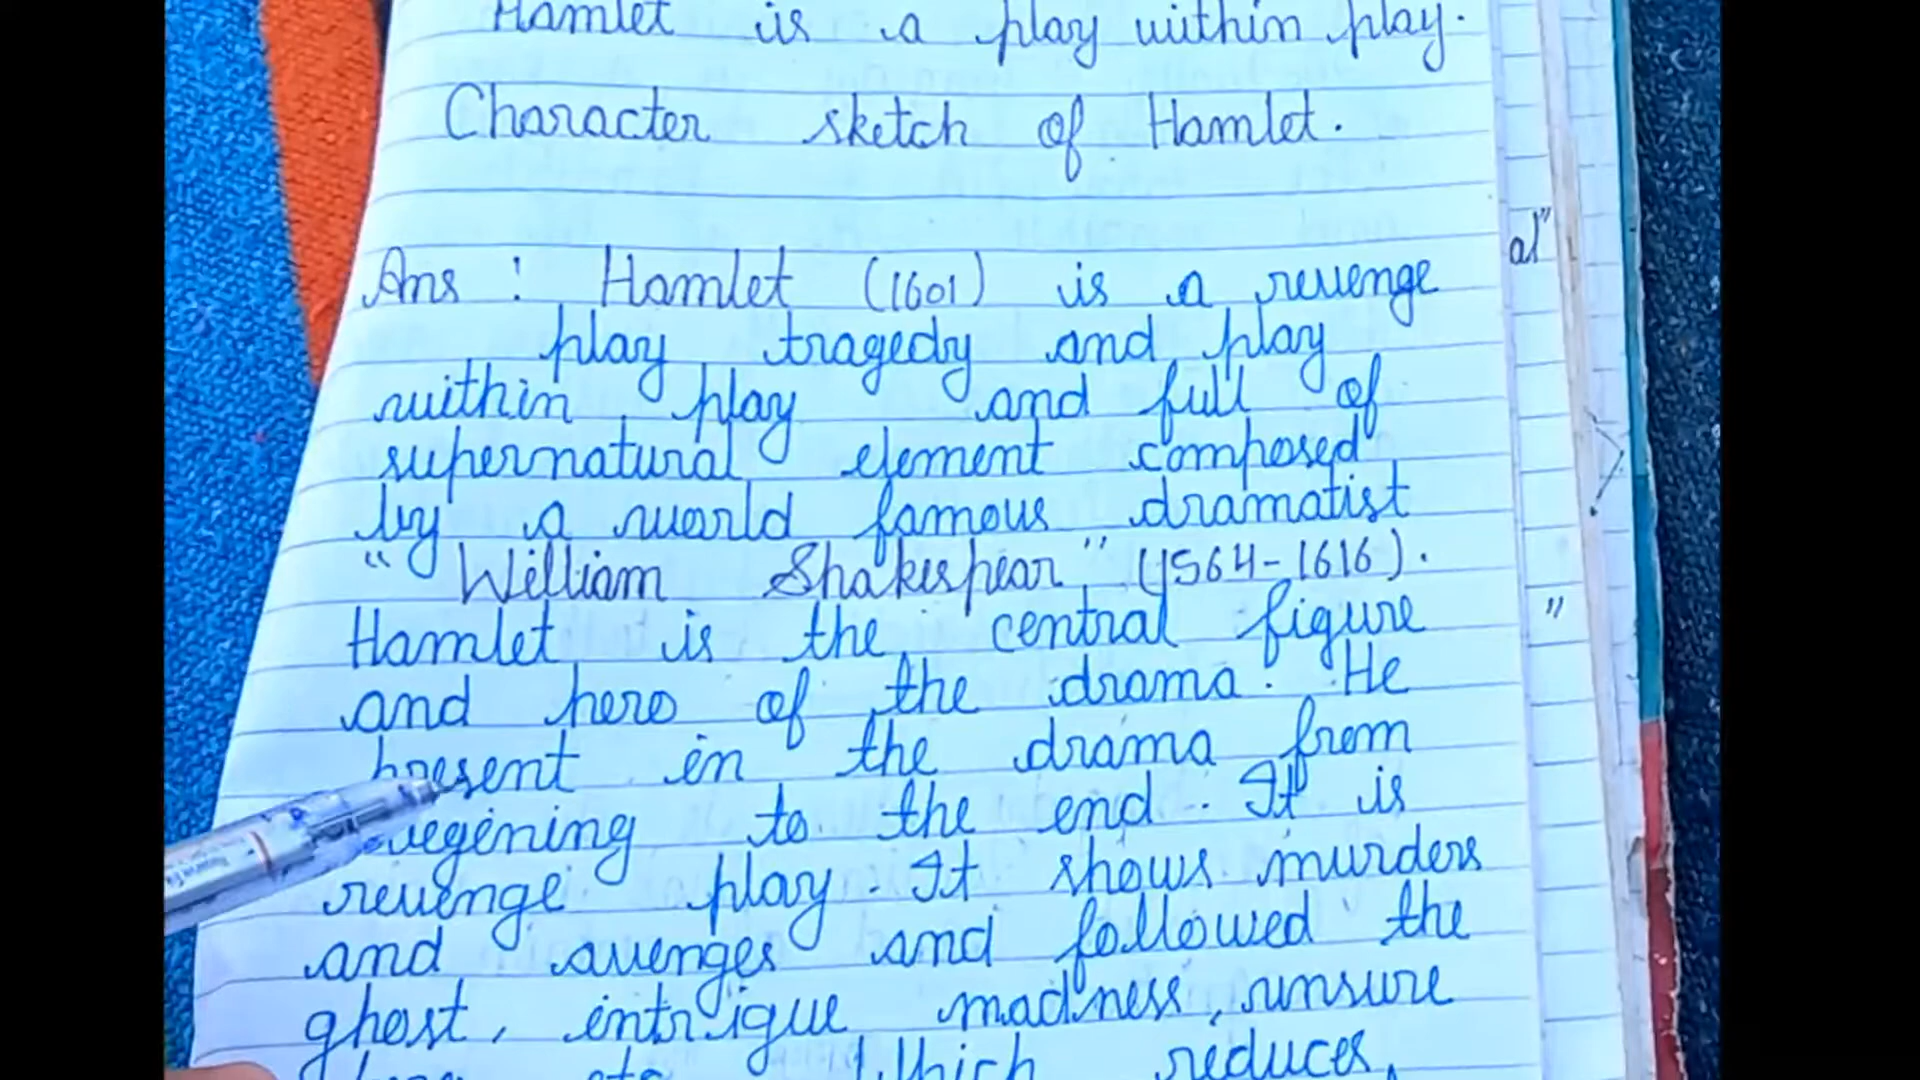 Hamlet is a play within play.
Character sketch of Hamlet.
Ans : Hamlet (1601) is a revenge
play tragedy and play
within play and full of
supernatural element composed
by a world famous dramatist
"William Shakespear" (1564-1616).
Hamlet is the central figure
and hero of the drama. He
present in the drama from
begening to the end. It is
revenge play. It shows murders
and avenges and followed the
ghost, intrigue madness, unsure
etc Which reduces
al"
"